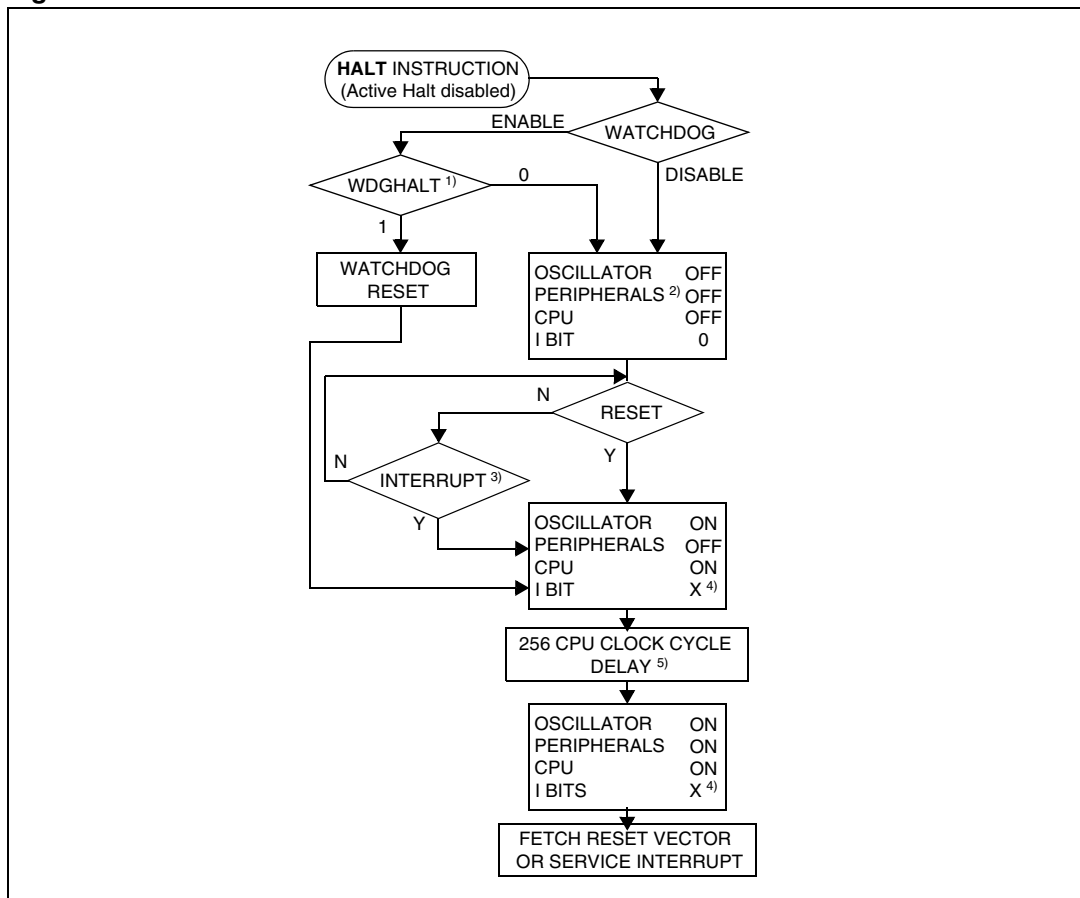 HALT INSTRUCTION
(Active Halt disabled)
ENABLE
WATCHDOG
DISABLE
WDGHALT 1)
0
1
WATCHDOG
RESET
OSCILLATOR OFF
PERIPHERALS 2) OFF
CPU OFF
I BIT 0
N
RESET
Y
N
INTERRUPT 3)
Y
OSCILLATOR ON
PERIPHERALS OFF
CPU ON
I BIT X 4)
256 CPU CLOCK CYCLE
DELAY 5)
OSCILLATOR ON
PERIPHERALS ON
CPU ON
I BITS X 4)
FETCH RESET VECTOR
OR SERVICE INTERRUPT